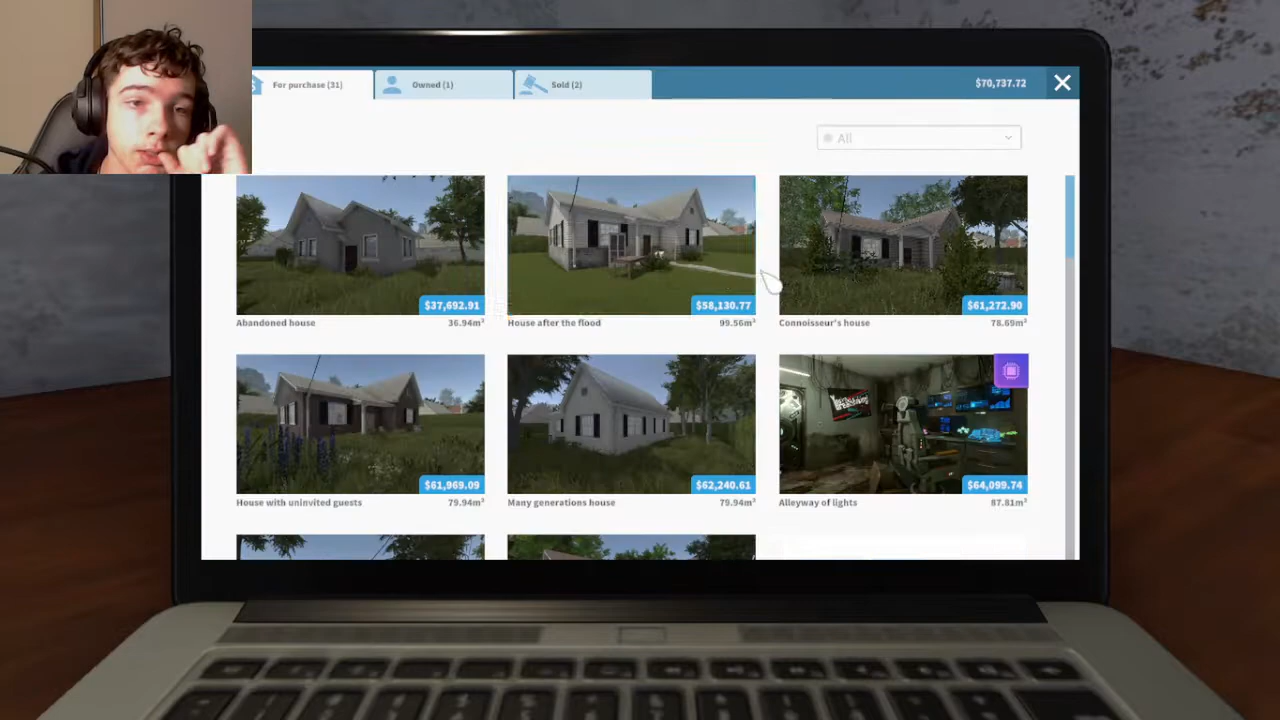 For purchase (31)
Owned (1)
Sold (2)
$70,737.72
All
$37,692.91
$58,130.77
$61,272.90
Abandoned house
36.94m²
House after the flood
99.56m²
Connoisseur's house
78.69m²
$61,969.09
$62,240.61
$64,099.74
House with uninvited guests
79.94m²
Many generations house
79.94m²
Alleyway of lights
87.81m²